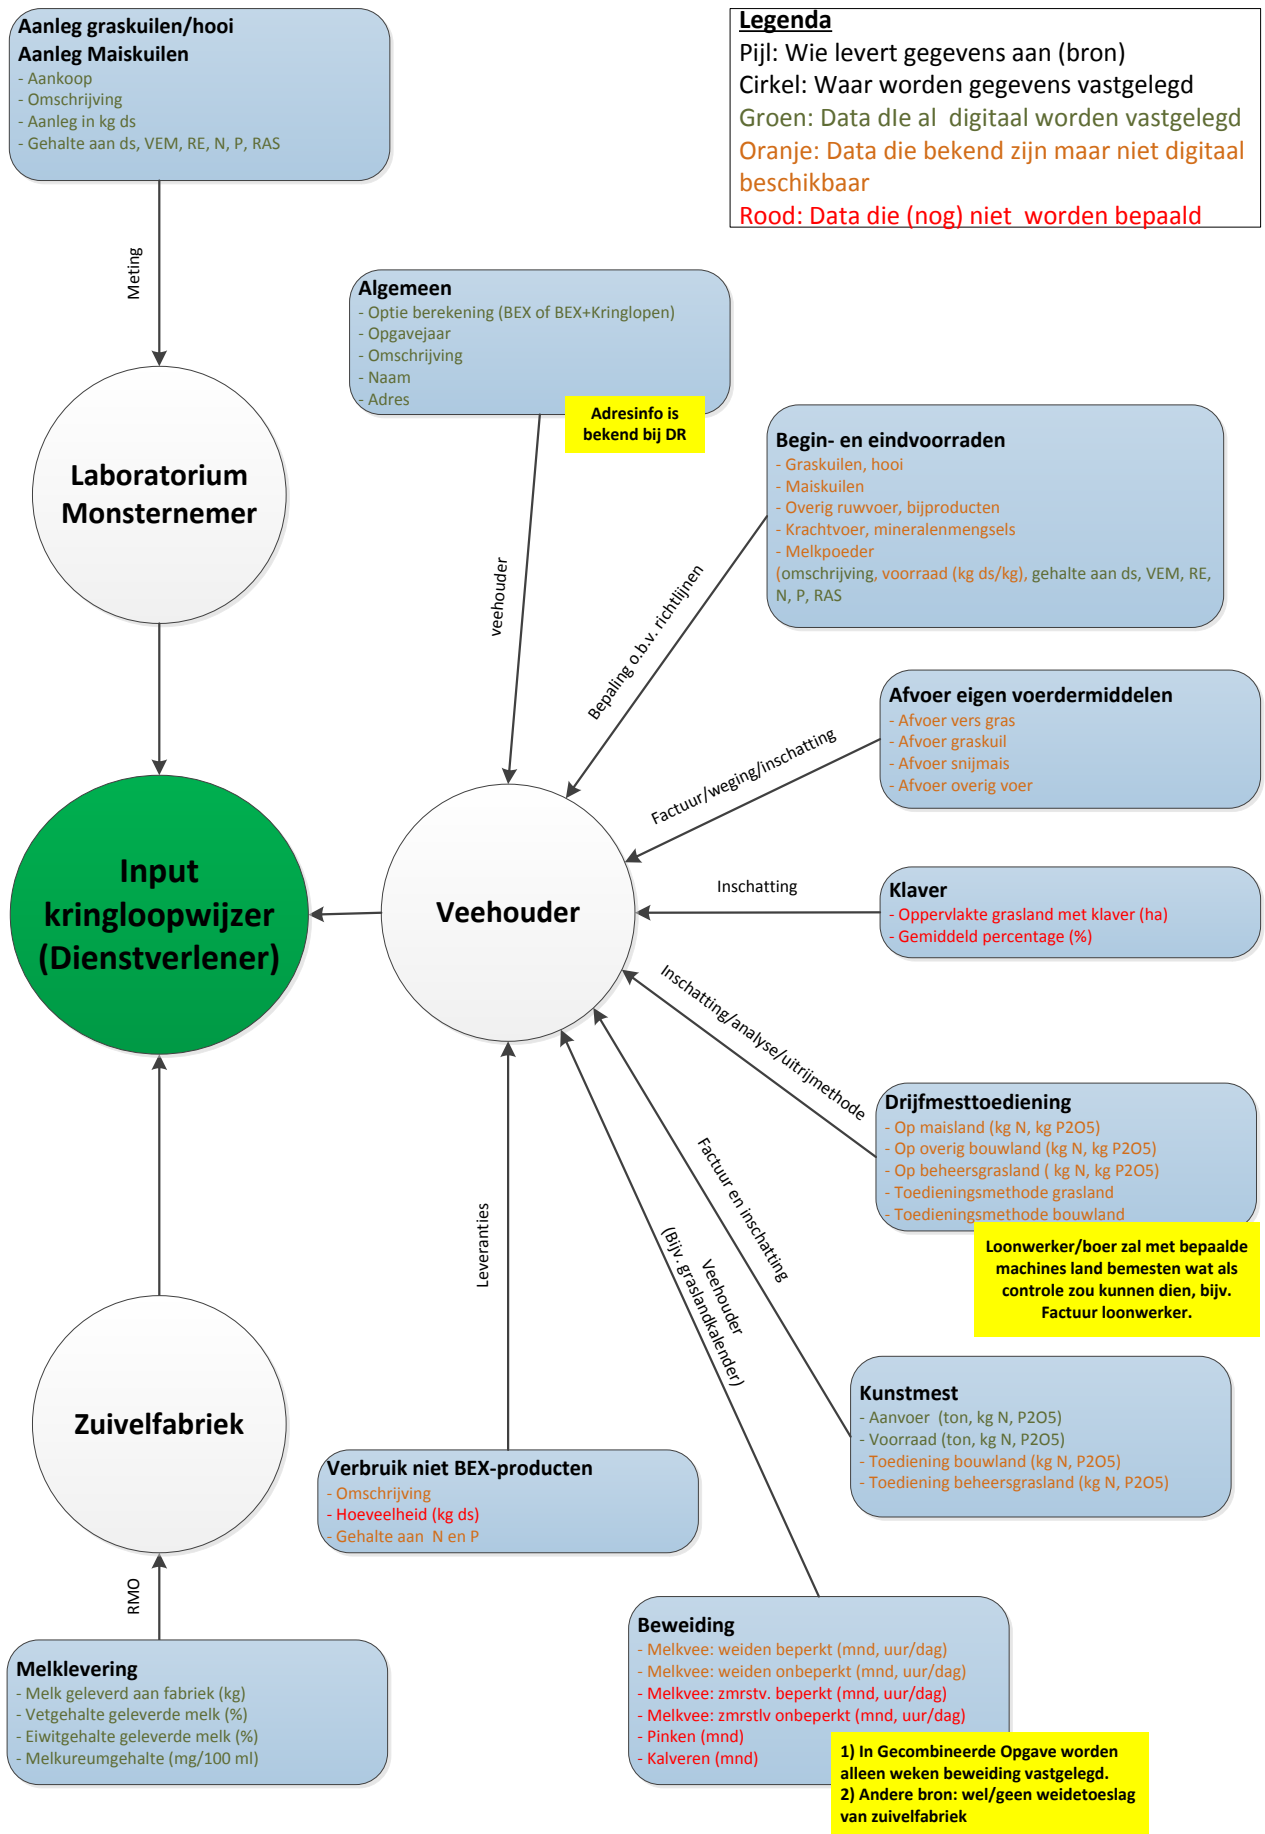 Aanleg graskuilen/hooi
Aanleg Maiskuilen
- Aankoop
- Omschrijving
- Aanleg in kg ds
- Gehalte aan ds, VEM, RE, N, P, RAS
Legenda
Pijl: Wie levert gegevens aan (bron)
Cirkel: Waar worden gegevens vastgelegd
Groen: Data dIe al digitaal worden vastgelegd
Oranje: Data die bekend zijn maar niet digitaal
beschikbaar
Rood: Data die (nog) niet worden bepaald
Meting
Algemeen
- Optie berekening (BEX of BEX+Kringlopen)
- Opgavejaar
- Omschrijving
- Naam
- Adres
Adresinfo is
bekend bij DR
Laboratorium
Monsternemer
Begin- en eindvoorraden
- Graskuilen, hooi
- Maiskuilen
- Overig ruwvoer, bijproducten
- Krachtvoer, mineralenmengsels
- Melkpoeder
(omschrijving, voorraad (kg ds/kg), gehalte aan ds, VEM, RE,
N, P, RAS
veehouder
Bepaling o.b.v. richtlijnen
Afvoer eigen voerdermiddelen
- Afvoer vers gras
- Afvoer graskuil
- Afvoer snijmais
- Afvoer overig voer
Factuur/weging/inschatting
Input
kringloopwijzer
(Dienstverlener)
Veehouder
Inschatting
Klaver
- Oppervlakte grasland met klaver (ha)
- Gemiddeld percentage (%)
Inschatting/analyse/uitrijmethode
Drijfmesttoediening
- Op maisland (kg N, kg P2O5)
- Op overig bouwland (kg N, kg P2O5)
- Op beheersgrasland ( kg N, kg P2O5)
- Toedieningsmethode grasland
- Toedieningsmethode bouwland
Loonwerker/boer zal met bepaalde
machines land bemesten wat als
controle zou kunnen dien, bijv.
Factuur loonwerker.
Factuur en inschatting
Leveranties
Veehouder
(Bijv. graslandkalender)
Kunstmest
- Aanvoer (ton, kg N, P2O5)
- Voorraad (ton, kg N, P2O5)
- Toediening bouwland (kg N, P2O5)
- Toediening beheersgrasland (kg N, P2O5)
Zuivelfabriek
Verbruik niet BEX-producten
- Omschrijving
- Hoeveelheid (kg ds)
- Gehalte aan N en P
RMO
Melklevering
- Melk geleverd aan fabriek (kg)
- Vetgehalte geleverde melk (%)
- Eiwitgehalte geleverde melk (%)
- Melkureumgehalte (mg/100 ml)
Beweiding
- Melkvee: weiden beperkt (mnd, uur/dag)
- Melkvee: weiden onbeperkt (mnd, uur/dag)
- Melkvee: zmrstv. beperkt (mnd, uur/dag)
- Melkvee: zmrstlv onbeperkt (mnd, uur/dag)
- Pinken (mnd)
- Kalveren (mnd)
1) In Gecombineerde Opgave worden
alleen weken beweiding vastgelegd.
2) Andere bron: wel/geen weidetoeslag
van zuivelfabriek